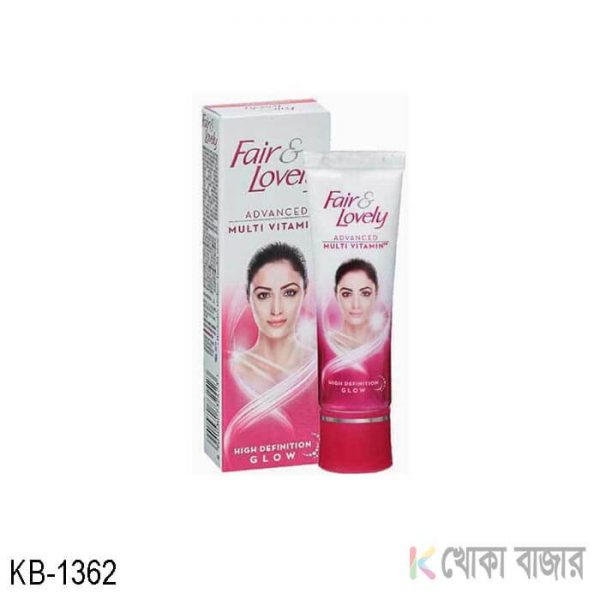 Fair &
Lovely
ADVANCED
MULTI VITAMIN
HIGH DEFINITION
GLOW
Fair &
Lovely
ADVANCED
MULTI VITAMIN
HIGH DEFINITION
GLOW
KB-1362
খোকা বাজার